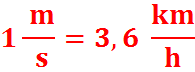 1 m/s = 3,6 km/h